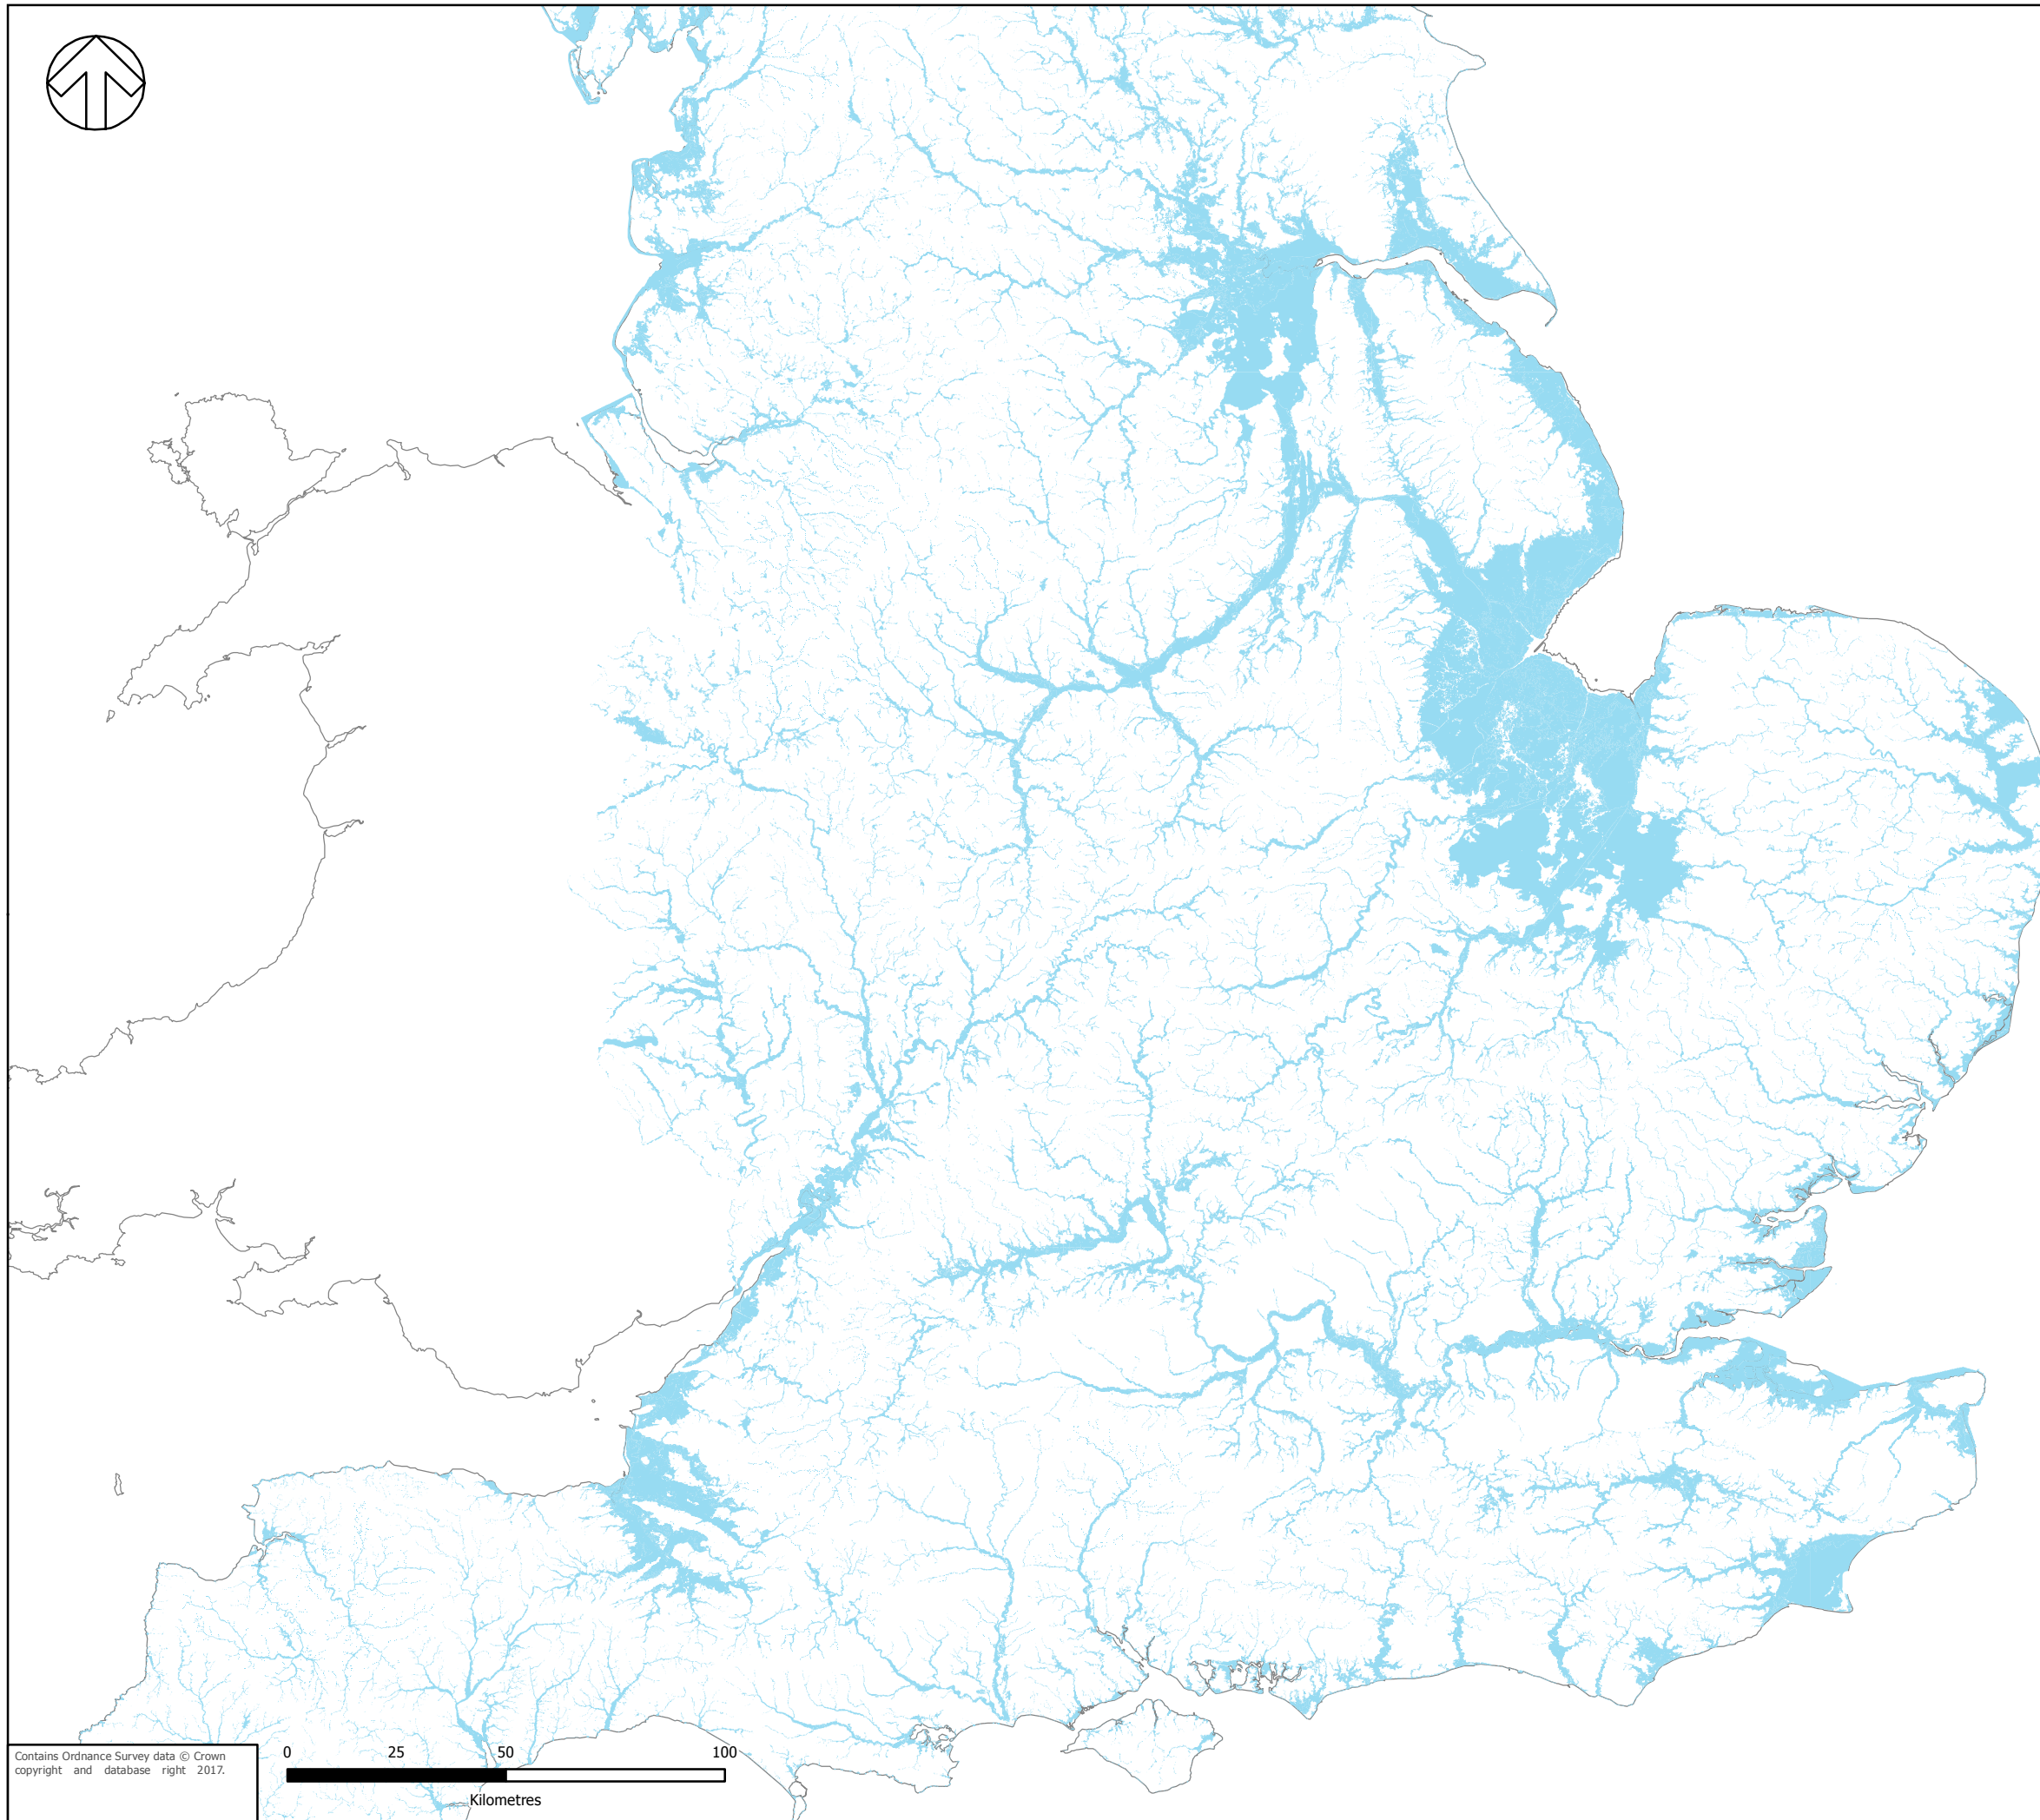 Contains Ordnance Survey data © Crown
copyright and database right 2017.
0 25 50 100
Kilometres